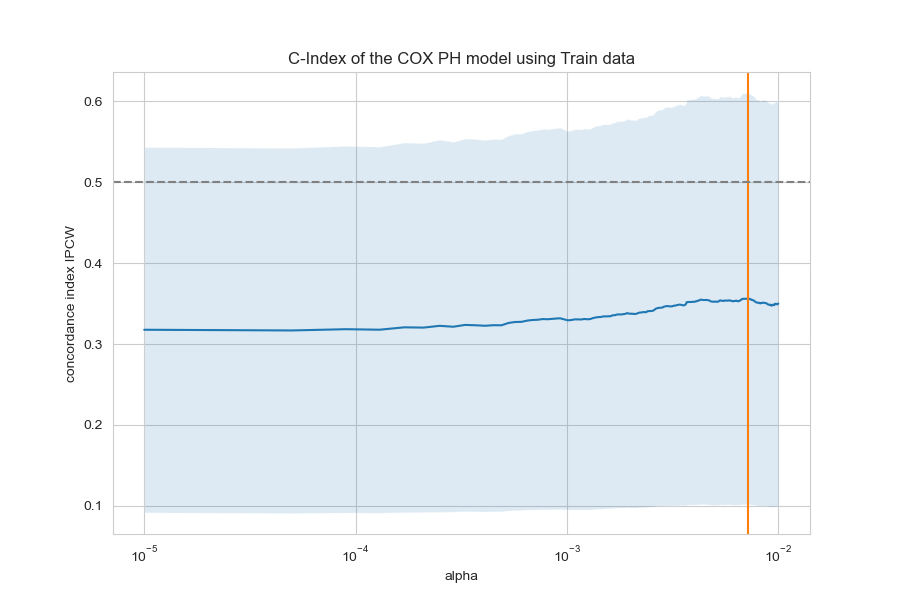 C-Index of the COX PH model using Train data
concordance index IPCW
0.6
0.5
0.4
0.3
0.2
0.1
10⁻⁵ 10⁻⁴ 10⁻³ 10⁻²
alpha